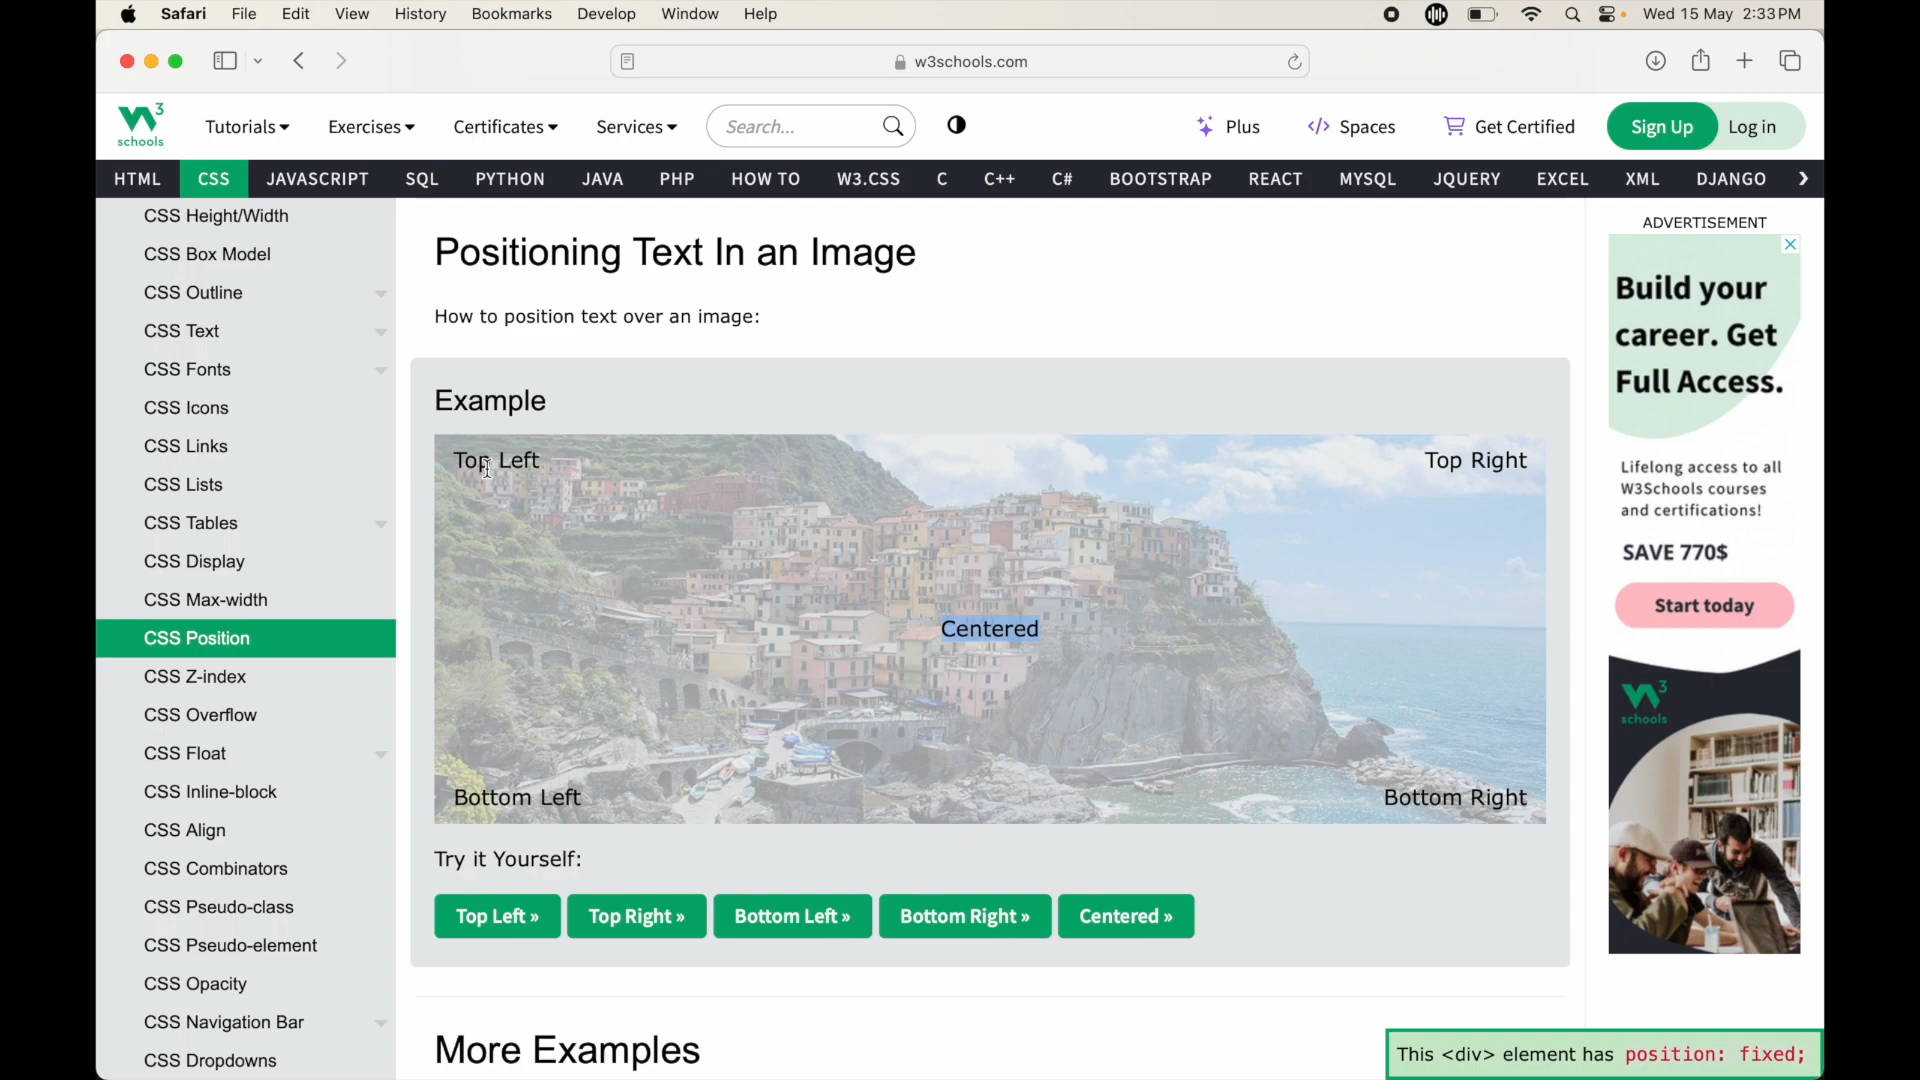 Safari File Edit View History Bookmarks Develop Window Help Wed 15 May 2:33 PM
w3schools.com
W3 schools Tutorials Exercises Certificates Services Search... Plus </> Spaces Get Certified Sign Up Log in
HTML CSS JAVASCRIPT SQL PYTHON JAVA PHP HOW TO W3.CSS C C++ C# BOOTSTRAP REACT MYSQL JQUERY EXCEL XML DJANGO ❯
CSS Height/Width
CSS Box Model
CSS Outline
CSS Text
CSS Fonts
CSS Icons
CSS Links
CSS Lists
CSS Tables
CSS Display
CSS Max-width
CSS Position
CSS Z-index
CSS Overflow
CSS Float
CSS Inline-block
CSS Align
CSS Combinators
CSS Pseudo-class
CSS Pseudo-element
CSS Opacity
CSS Navigation Bar
CSS Dropdowns
Positioning Text In an Image
How to position text over an image:
Example
Top Left Top Right
Centered
Bottom Left Bottom Right
Try it Yourself:
Top Left » Top Right » Bottom Left » Bottom Right » Centered »
More Examples
ADVERTISEMENT
Build your
career. Get
Full Access.
Lifelong access to all
W3Schools courses
and certifications!
SAVE 770$
Start today
W3
schools
This <div> element has position: fixed;